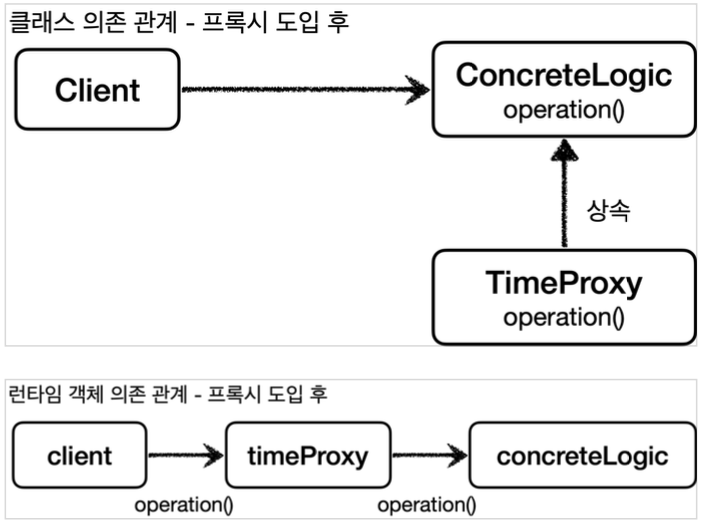 클래스 의존 관계 - 프록시 도입 후
Client
ConcreteLogic
operation()
상속
TimeProxy
operation()
런타임 객체 의존 관계 - 프록시 도입 후
client
timeProxy
concreteLogic
operation()
operation()